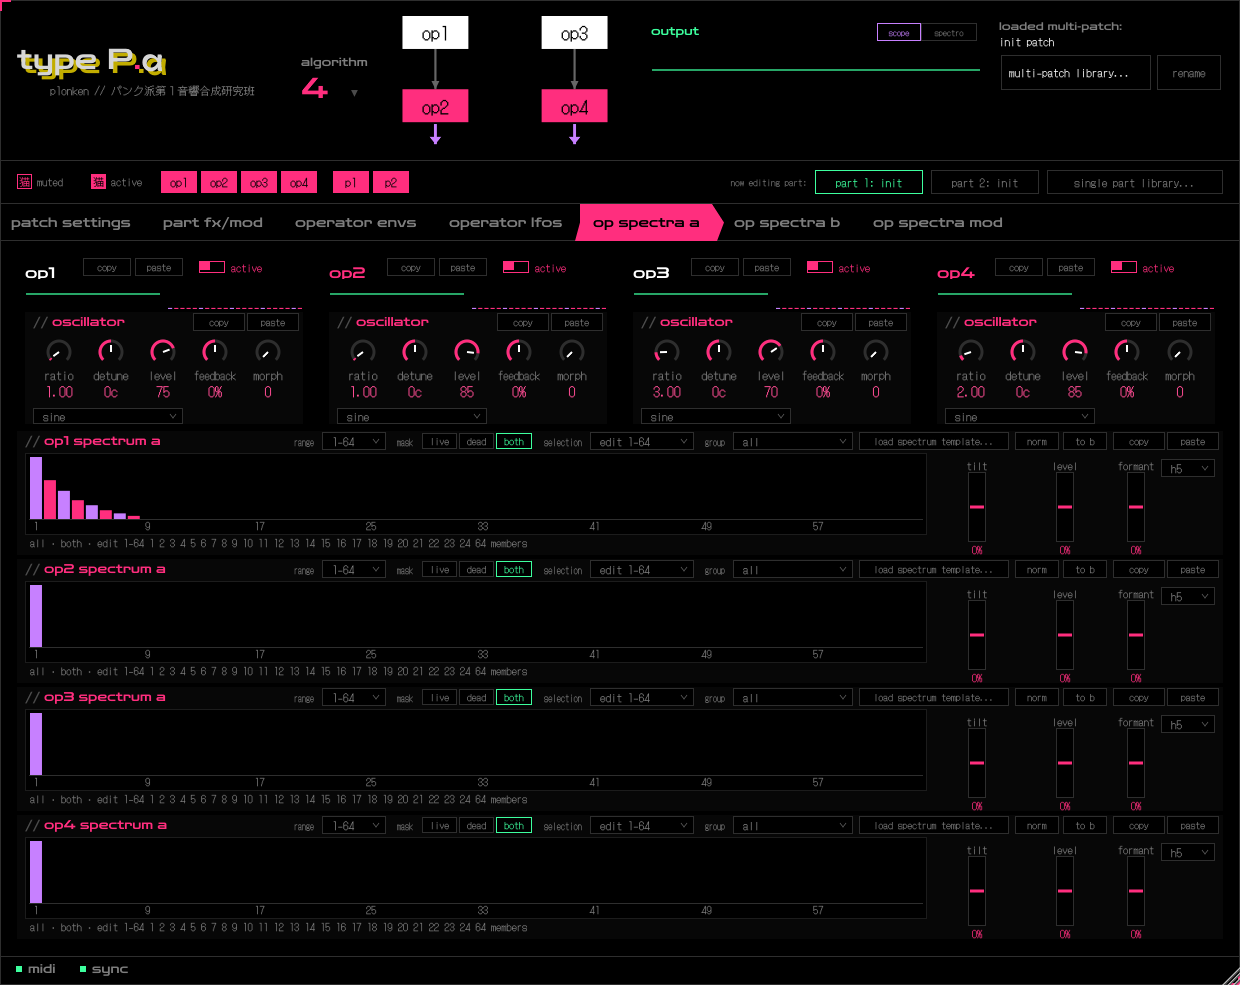 type P.a
plonken // パンク派第1音響合成研究班
algorithm
4
op1
op3
op2
op4
output
scope
spectro
loaded multi-patch:
init patch
multi-patch library...
rename
猫 muted
猫 active
op1 op2 op3 op4 p1 p2
now editing part:
part 1: init
part 2: init
single part library...
patch settings
part fx/mod
operator envs
operator lfos
op spectra a
op spectra b
op spectra mod
op1 copy paste active
op2 copy paste active
op3 copy paste active
op4 copy paste active
// oscillator copy paste
ratio detune level feedback morph
1.00 0c 75 0% 0
sine
// oscillator copy paste
ratio detune level feedback morph
1.00 0c 85 0% 0
sine
// oscillator copy paste
ratio detune level feedback morph
3.00 0c 70 0% 0
sine
// oscillator copy paste
ratio detune level feedback morph
2.00 0c 85 0% 0
sine
// op1 spectrum a range 1-64 mask live dead both selection edit 1-64 group all load spectrum template... norm to b copy paste
tilt level formant h5
1 9 17 25 33 41 49 57
all · both · edit 1-64 1 2 3 4 5 6 7 8 9 10 11 12 13 14 15 16 17 18 19 20 21 22 23 24 64 members
0% 0% 0%
// op2 spectrum a range 1-64 mask live dead both selection edit 1-64 group all load spectrum template... norm to b copy paste
tilt level formant h5
1 9 17 25 33 41 49 57
all · both · edit 1-64 1 2 3 4 5 6 7 8 9 10 11 12 13 14 15 16 17 18 19 20 21 22 23 24 64 members
0% 0% 0%
// op3 spectrum a range 1-64 mask live dead both selection edit 1-64 group all load spectrum template... norm to b copy paste
tilt level formant h5
1 9 17 25 33 41 49 57
all · both · edit 1-64 1 2 3 4 5 6 7 8 9 10 11 12 13 14 15 16 17 18 19 20 21 22 23 24 64 members
0% 0% 0%
// op4 spectrum a range 1-64 mask live dead both selection edit 1-64 group all load spectrum template... norm to b copy paste
tilt level formant h5
1 9 17 25 33 41 49 57
all · both · edit 1-64 1 2 3 4 5 6 7 8 9 10 11 12 13 14 15 16 17 18 19 20 21 22 23 24 64 members
0% 0% 0%
midi sync